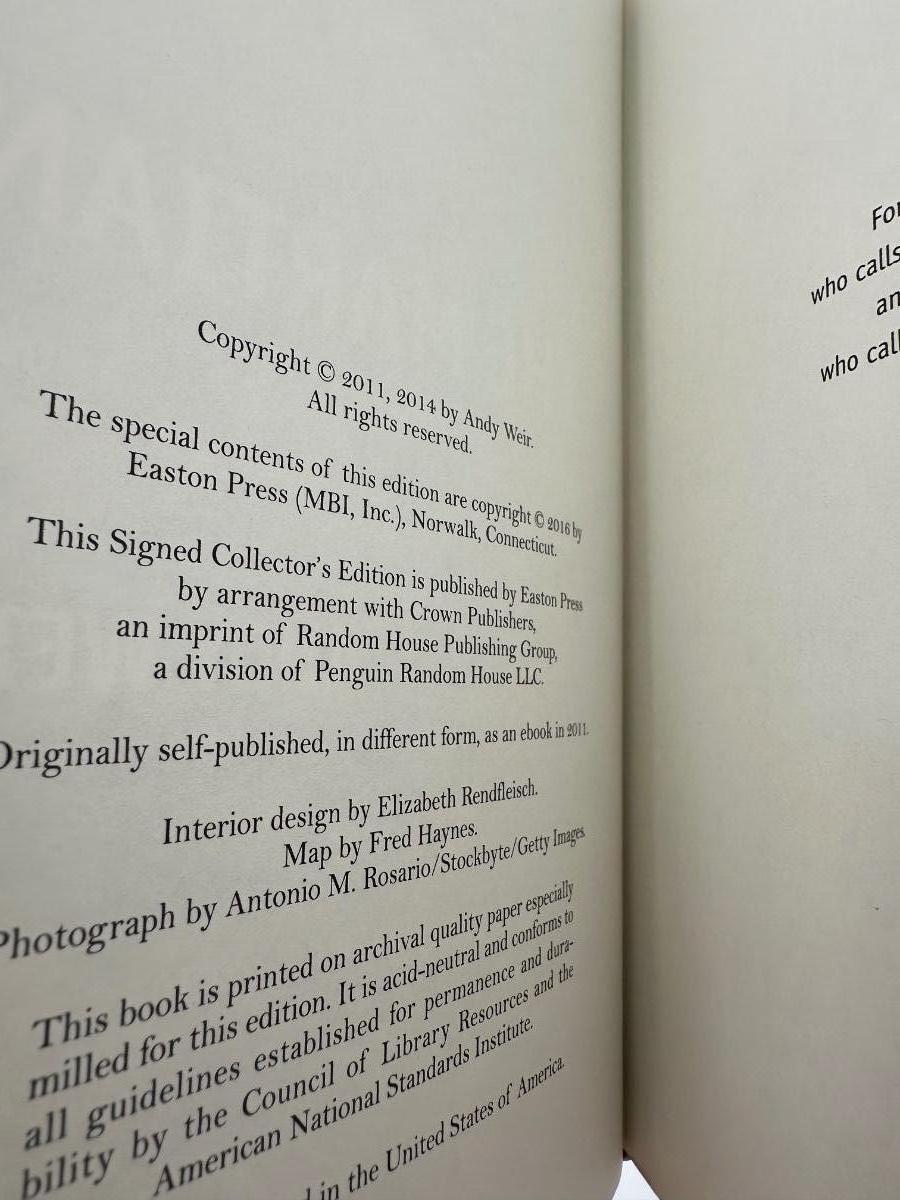 Copyright © 2011, 2014 by Andy Weir.
All rights reserved.
The special contents of this edition are copyright © 2016 by
Easton Press (MBI, Inc.), Norwalk, Connecticut.
This Signed Collector's Edition is published by Easton Press
by arrangement with Crown Publishers,
an imprint of Random House Publishing Group,
a division of Penguin Random House LLC.
Originally self-published, in different form, as an ebook in 2011.
Interior design by Elizabeth Rendfleisch.
Map by Fred Haynes.
Photograph by Antonio M. Rosario/Stockbyte/Getty Images.
This book is printed on archival quality paper especially
milled for this edition. It is acid-neutral and conforms to
all guidelines established for permanence and dura-
bility by the Council of Library Resources and the
American National Standards Institute.
in the United States of America.
who calls
who call